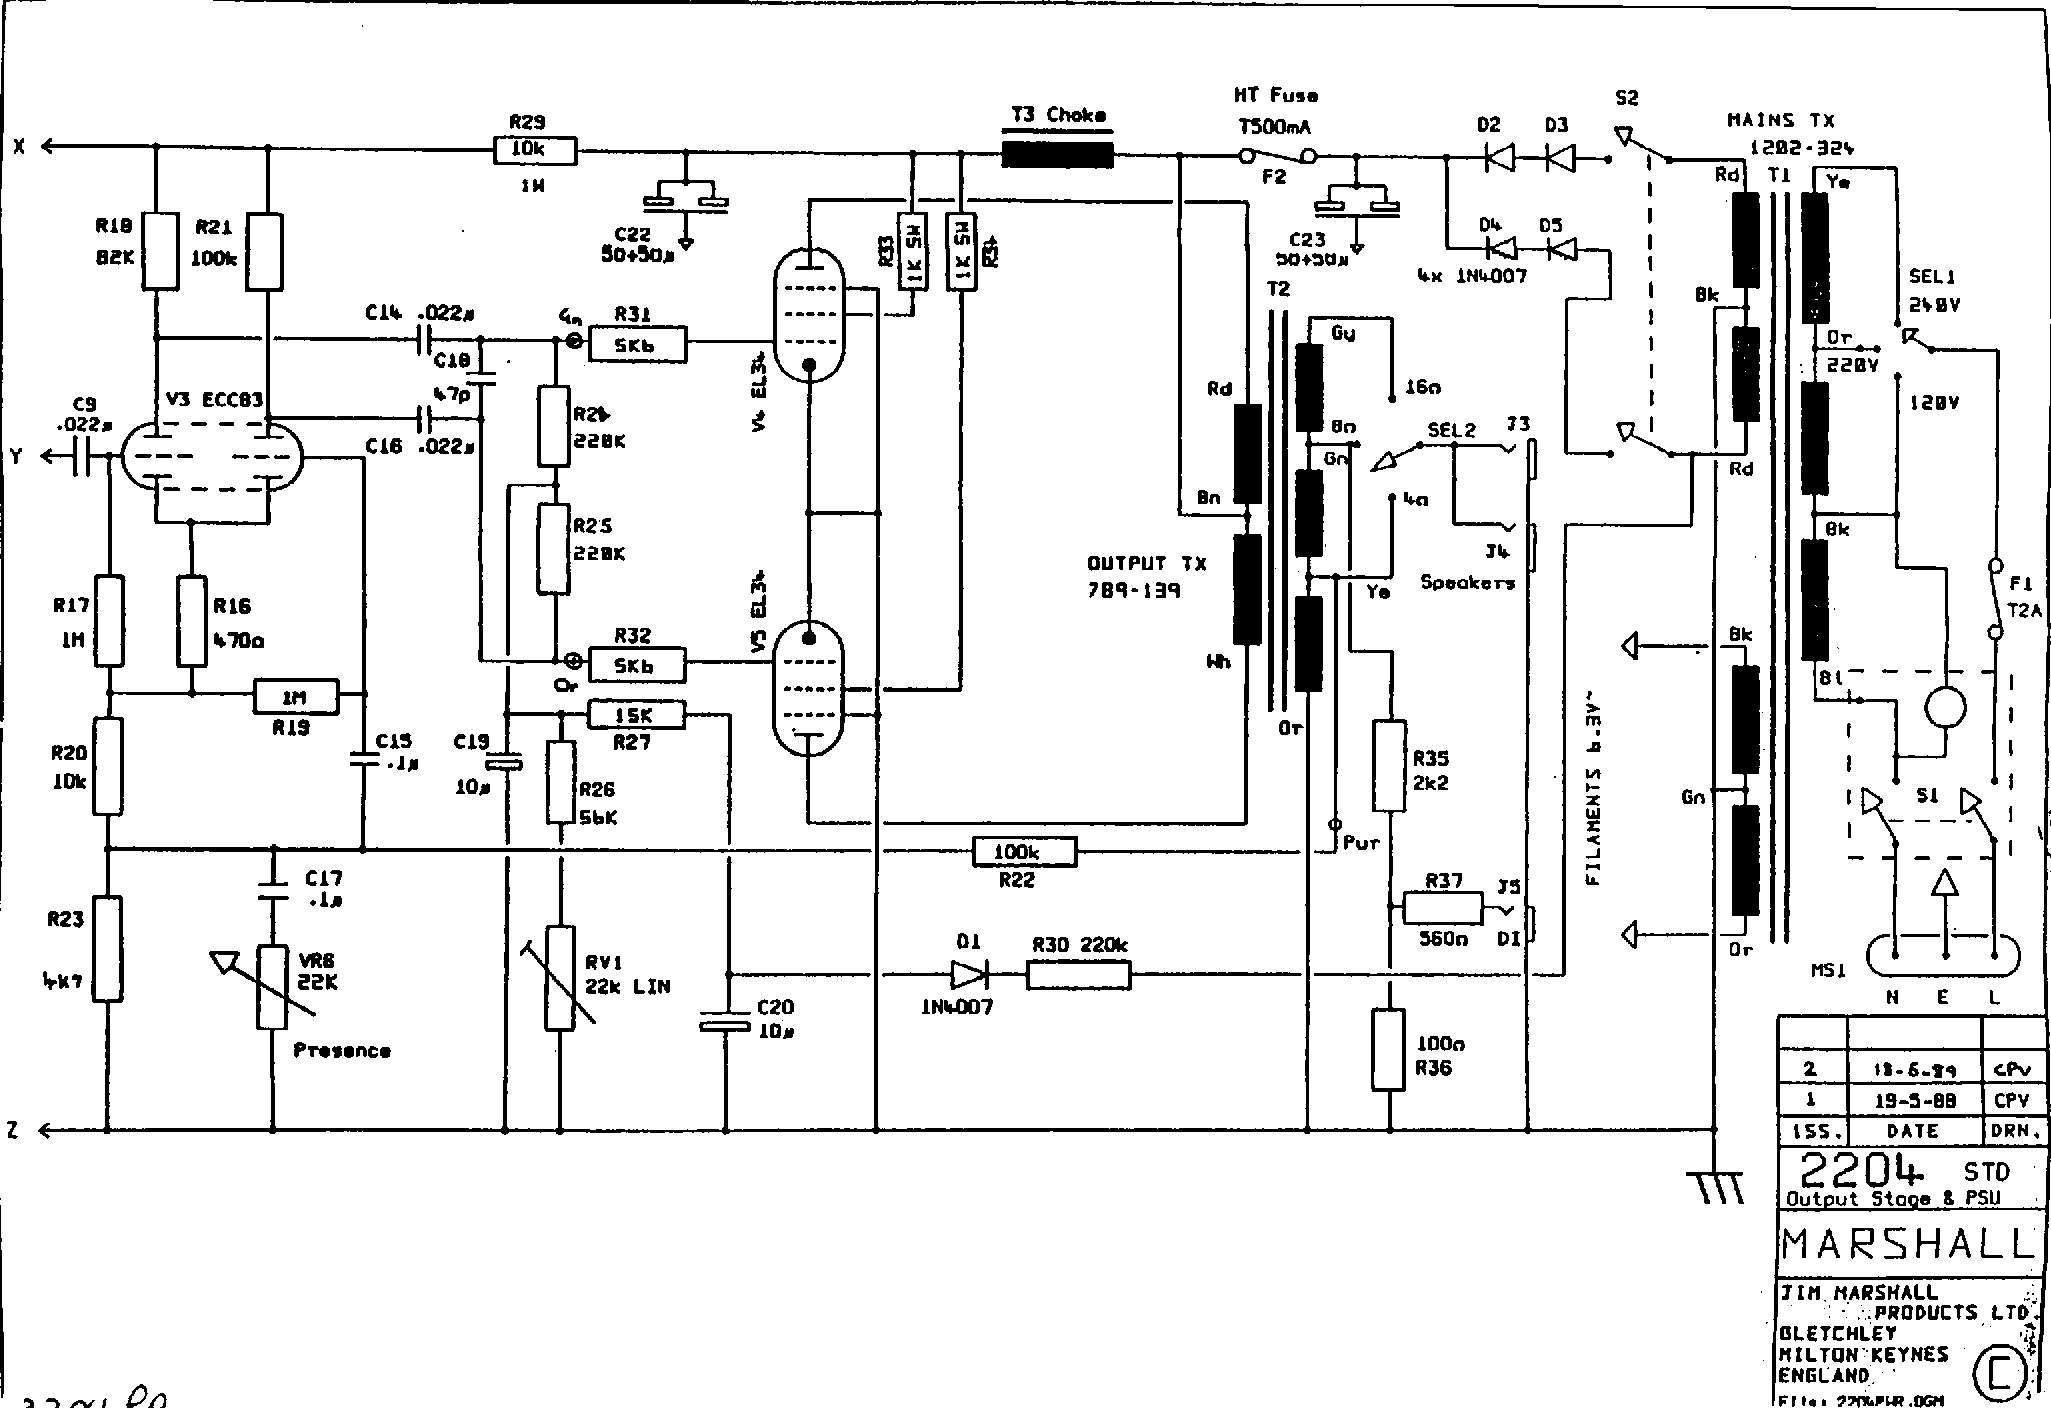 X
R29
10k
1W
T3 Choke
HT Fuse
T500mA
F2
D2
D3
S2
MAINS TX
1202-324
Rd
T1
Ye
R18
82K
R21
100k
C22
50+50µ
R33
1K 5W
1K 5W
R34
C23
50+50µ
D4
D5
4x 1N4007
T2
Bk
SEL1
240V
Or
220V
120V
C14 .022µ
C18
47p
C16 .022µ
Gn
R31
5K6
V4 EL34
Gy
16Ω
Rd
Bn
Gn
SEL2
J3
4Ω
Bn
Rd
Bk
V3 ECC83
C9
.022µ
Y
R24
220K
R25
220K
OUTPUT TX
789-139
J4
Speakers
Ye
F1
T2A
R17
1M
R16
470Ω
V5 EL34
R32
5K6
Or
Wh
Bk
Bl
1M
R19
15K
R27
Or
FILAMENTS 6.3V~
R20
10k
C15
.1µ
C19
10µ
R26
56K
R35
2k2
Gn
S1
Pur
100k
R22
C17
.1µ
R37
560Ω
J5
DI
R23
4K7
VR6
22K
Presence
RV1
22k LIN
D1
1N4007
R30 220k
C20
10µ
Or
MS1
N E L
100Ω
R36
Z
2 18-6-89 CPV
1 19-5-88 CPV
ISS. DATE DRN.
2204 STD
Output Stage & PSU
MARSHALL
JIM MARSHALL
PRODUCTS LTD
BLETCHLEY
MILTON KEYNES
ENGLAND
C
File: 2204PWR.DGM